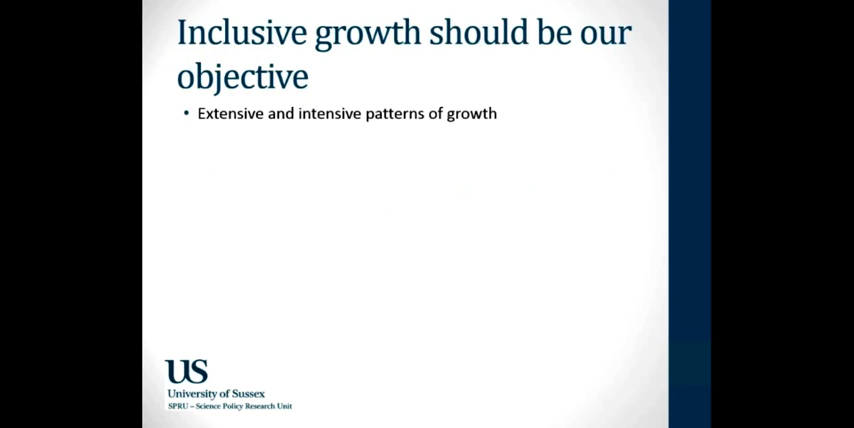 Inclusive growth should be our
objective
• Extensive and intensive patterns of growth
US
University of Sussex
SPRU – Science Policy Research Unit